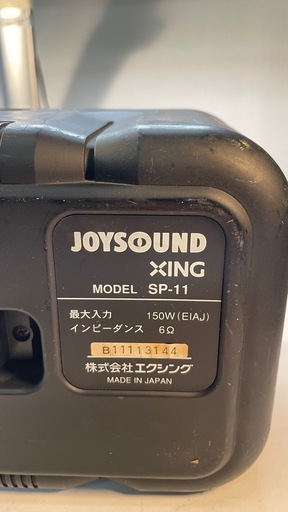 JOYSOUND
XING
MODEL SP-11
最大入力 150W(EIAJ)
インピーダンス 6Ω
B11113144
株式会社エクシング
MADE IN JAPAN